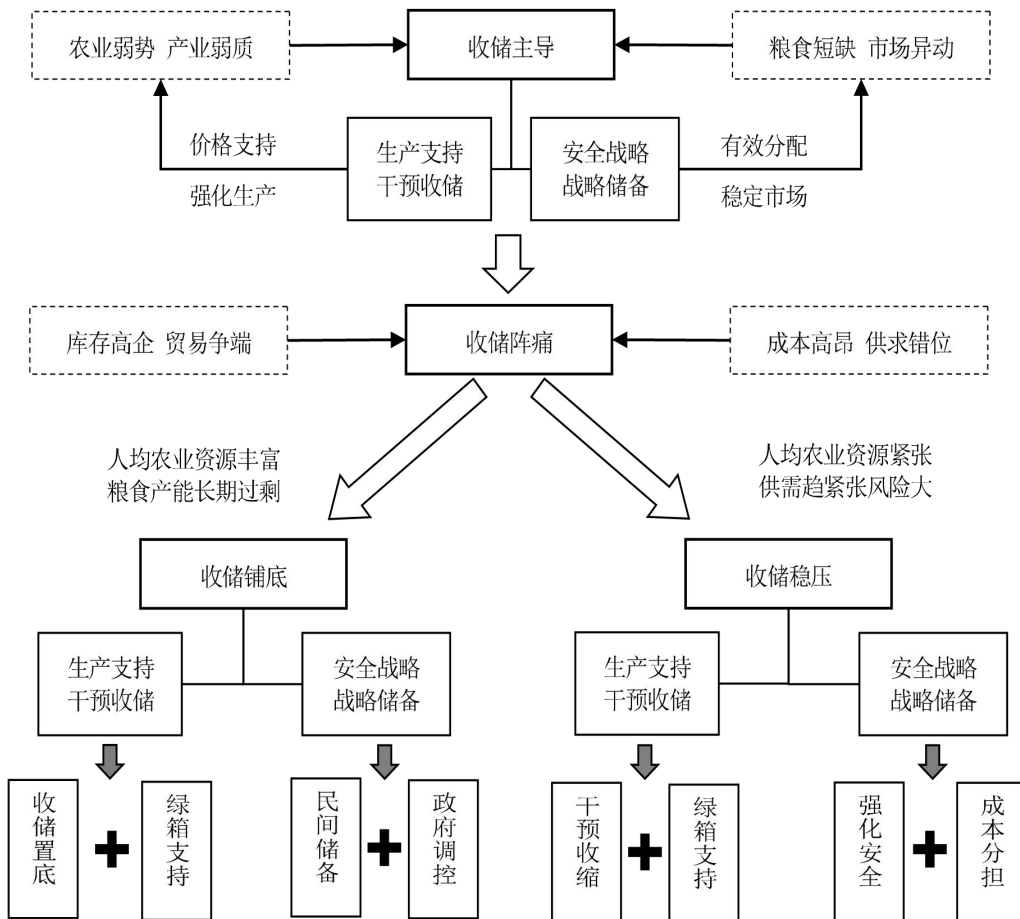 农业弱势 产业弱质
收储主导
粮食短缺 市场异动
价格支持
强化生产
生产支持
干预收储
安全战略
战略储备
有效分配
稳定市场
库存高企 贸易争端
收储阵痛
成本高昂 供求错位
人均农业资源丰富
粮食产能长期过剩
人均农业资源紧张
供需趋紧张风险大
收储铺底
收储稳压
生产支持
干预收储
安全战略
战略储备
生产支持
干预收储
安全战略
战略储备
收储置底
绿箱支持
民间储备
政府调控
干预收缩
绿箱支持
强化安全
成本分担